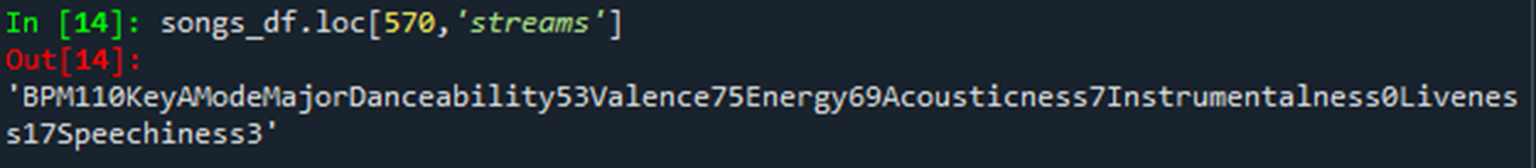 In [14]: songs_df.loc[570,'streams']
Out[14]:
'BPM110KeyAModeMajorDanceability53Valence75Energy69Acousticness7Instrumentalness0Livenes
s17Speechiness3'